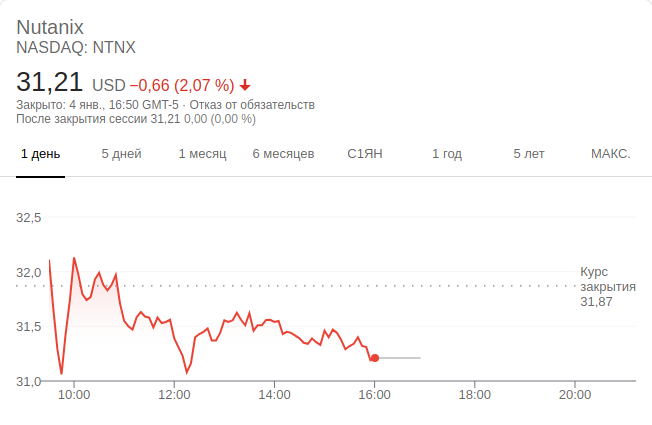 Nutanix
NASDAQ: NTNX
31,21 USD −0,66 (2,07 %)
Закрыто: 4 янв., 16:50 GMT-5 · Отказ от обязательств
После закрытия сессии 31,21 0,00 (0,00 %)
1 день 5 дней 1 месяц 6 месяцев С1ЯН 1 год 5 лет МАКС.
32,5
32,0
31,5
31,0
Курс
закрытия
31,87
10:00 12:00 14:00 16:00 18:00 20:00